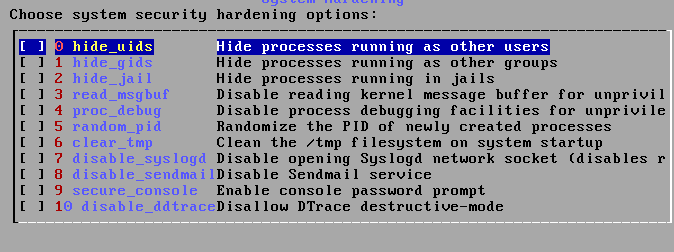 System Hardening
Choose system security hardening options:
[ ] 0 hide_uids Hide processes running as other users
[ ] 1 hide_gids Hide processes running as other groups
[ ] 2 hide_jail Hide processes running in jails
[ ] 3 read_msgbuf Disable reading kernel message buffer for unprivil
[ ] 4 proc_debug Disable process debugging facilities for unprivile
[ ] 5 random_pid Randomize the PID of newly created processes
[ ] 6 clear_tmp Clean the /tmp filesystem on system startup
[ ] 7 disable_syslogd Disable opening Syslogd network socket (disables r
[ ] 8 disable_sendmail Disable Sendmail service
[ ] 9 secure_console Enable console password prompt
[ ] 10 disable_ddtrace Disallow DTrace destructive-mode